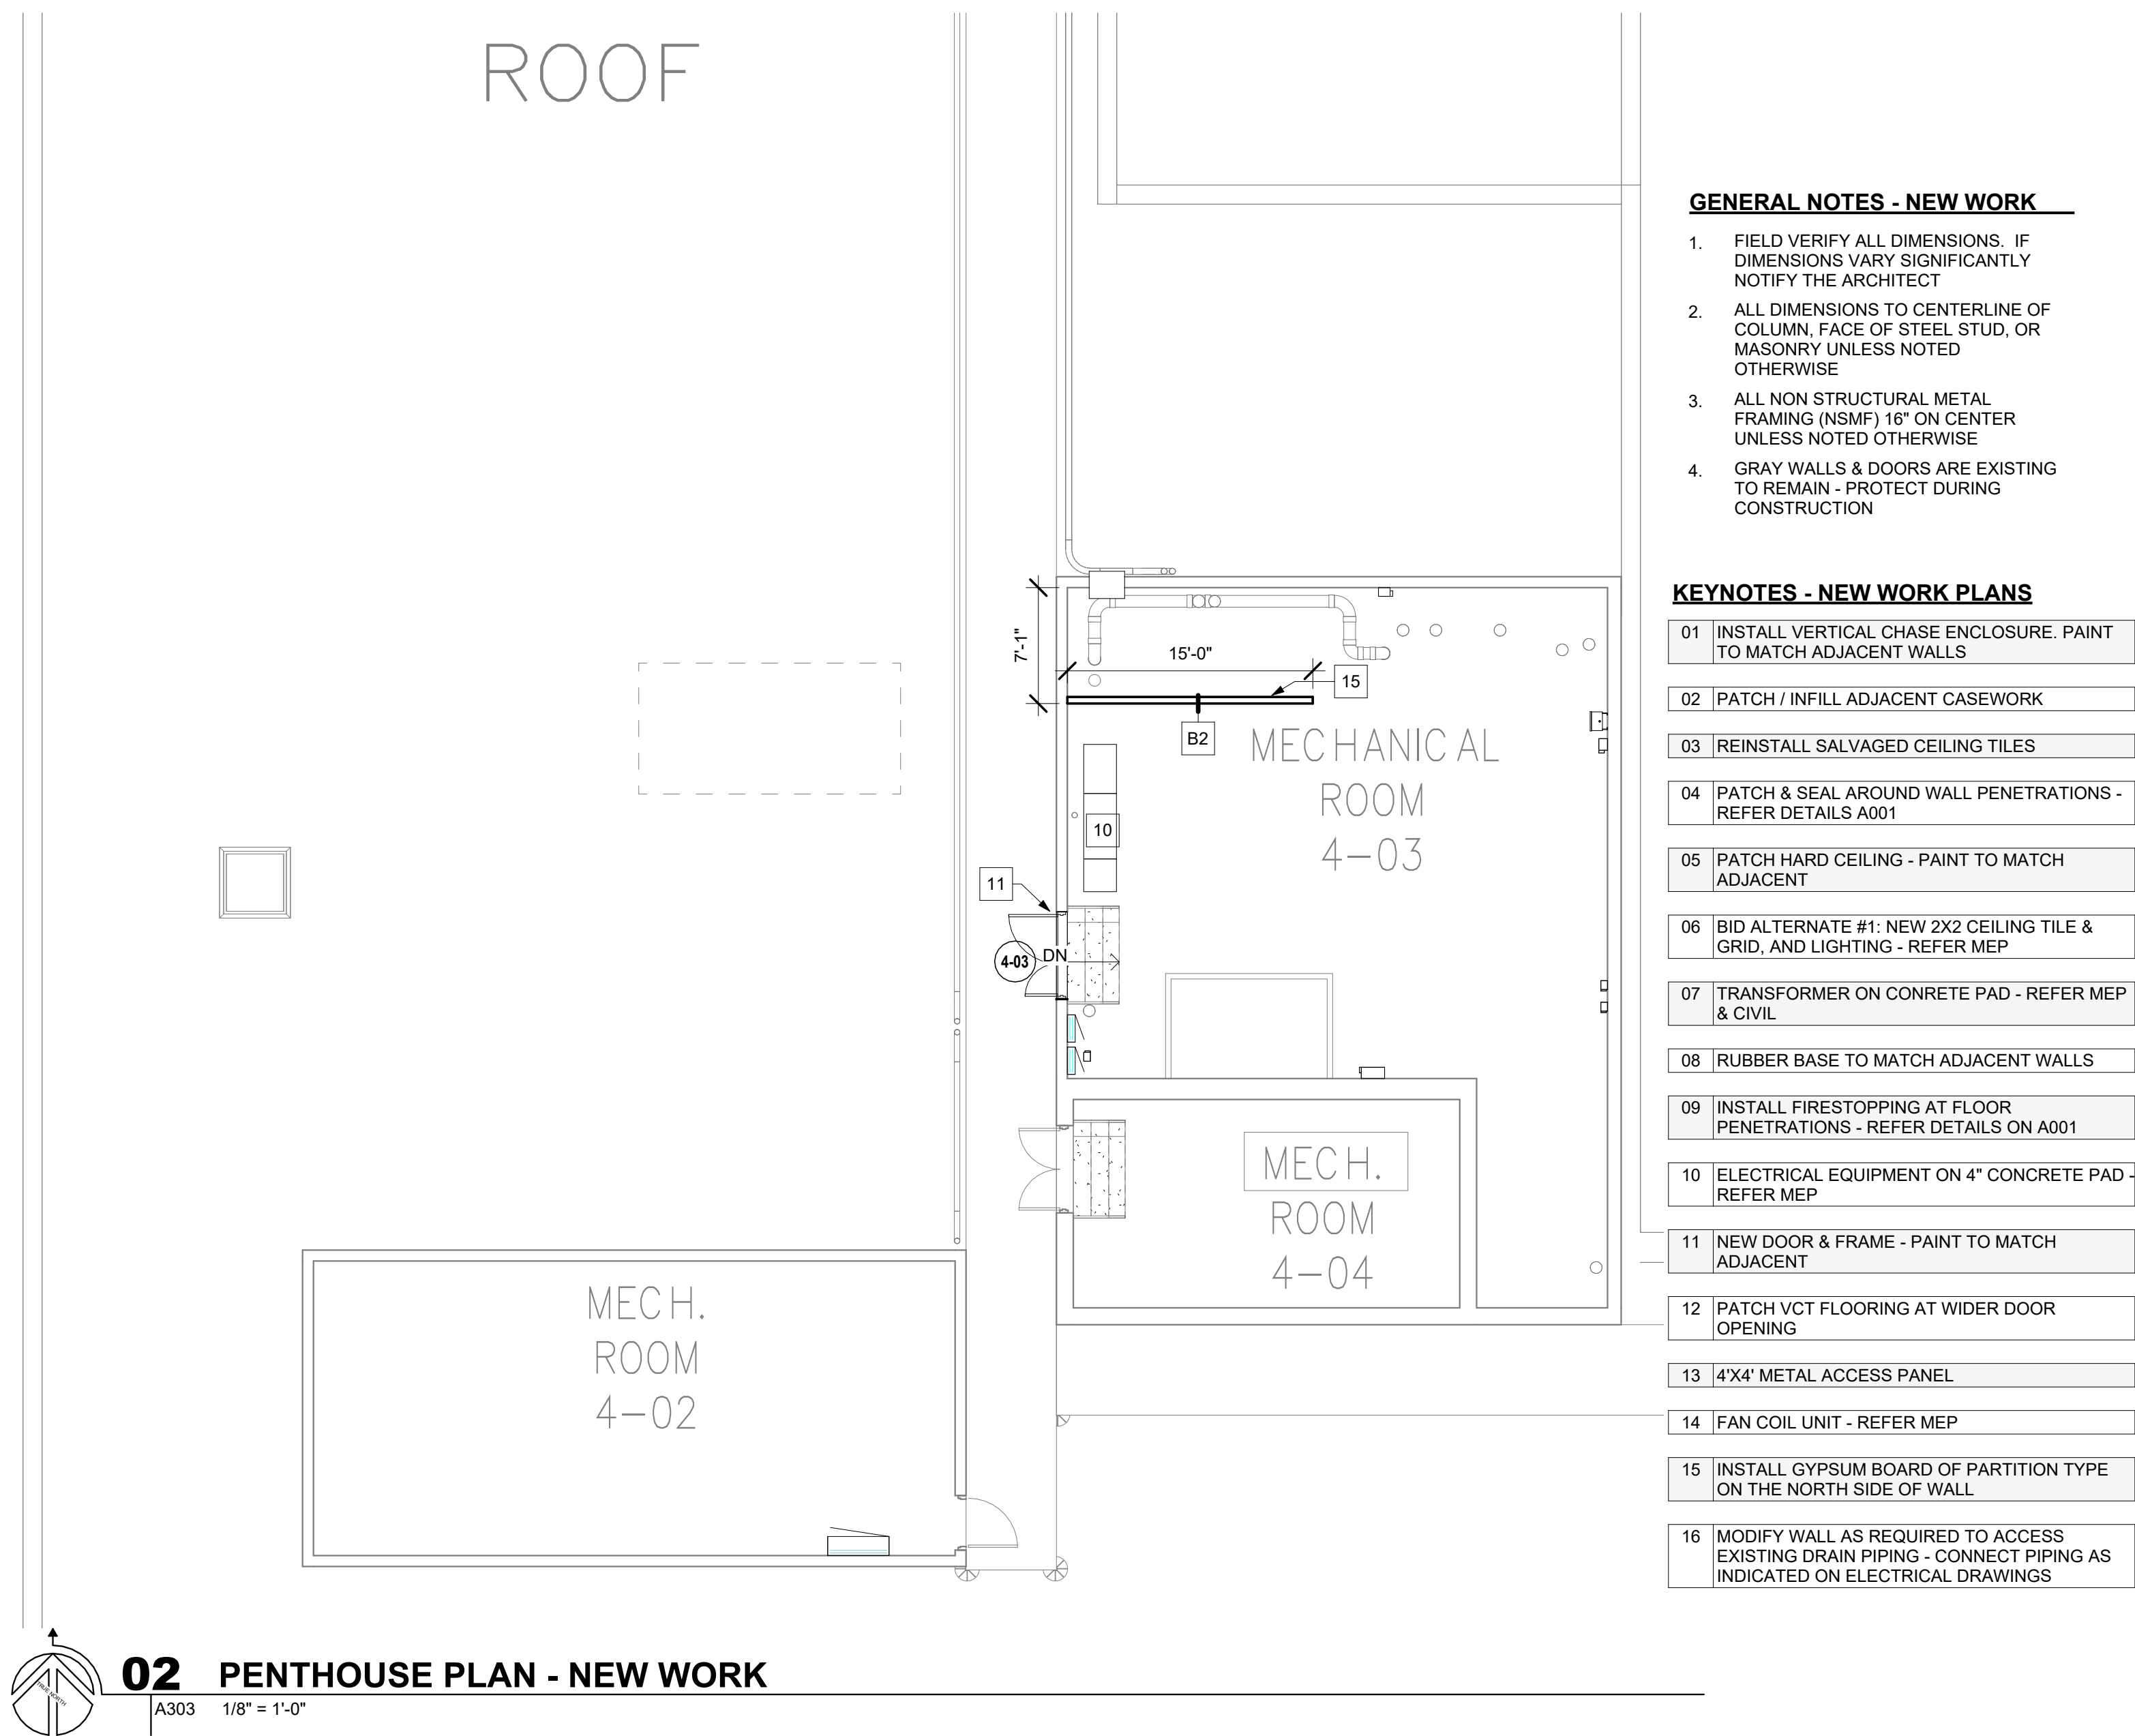 ROOF
GENERAL NOTES - NEW WORK
1. FIELD VERIFY ALL DIMENSIONS. IF
DIMENSIONS VARY SIGNIFICANTLY
NOTIFY THE ARCHITECT
2. ALL DIMENSIONS TO CENTERLINE OF
COLUMN, FACE OF STEEL STUD, OR
MASONRY UNLESS NOTED
OTHERWISE
3. ALL NON STRUCTURAL METAL
FRAMING (NSMF) 16" ON CENTER
UNLESS NOTED OTHERWISE
4. GRAY WALLS & DOORS ARE EXISTING
TO REMAIN - PROTECT DURING
CONSTRUCTION
KEYNOTES - NEW WORK PLANS
01 INSTALL VERTICAL CHASE ENCLOSURE. PAINT
TO MATCH ADJACENT WALLS
02 PATCH / INFILL ADJACENT CASEWORK
03 REINSTALL SALVAGED CEILING TILES
04 PATCH & SEAL AROUND WALL PENETRATIONS -
REFER DETAILS A001
05 PATCH HARD CEILING - PAINT TO MATCH
ADJACENT
06 BID ALTERNATE #1: NEW 2X2 CEILING TILE &
GRID, AND LIGHTING - REFER MEP
07 TRANSFORMER ON CONRETE PAD - REFER MEP
& CIVIL
08 RUBBER BASE TO MATCH ADJACENT WALLS
09 INSTALL FIRESTOPPING AT FLOOR
PENETRATIONS - REFER DETAILS ON A001
10 ELECTRICAL EQUIPMENT ON 4" CONCRETE PAD -
REFER MEP
11 NEW DOOR & FRAME - PAINT TO MATCH
ADJACENT
12 PATCH VCT FLOORING AT WIDER DOOR
OPENING
13 4'X4' METAL ACCESS PANEL
14 FAN COIL UNIT - REFER MEP
15 INSTALL GYPSUM BOARD OF PARTITION TYPE
ON THE NORTH SIDE OF WALL
16 MODIFY WALL AS REQUIRED TO ACCESS
EXISTING DRAIN PIPING - CONNECT PIPING AS
INDICATED ON ELECTRICAL DRAWINGS
7'-1"
15'-0"
15
B2
MECHANICAL
ROOM
4-03
10
11
4-03
DN
MECH.
ROOM
4-04
MECH.
ROOM
4-02
TRUE NORTH
02 PENTHOUSE PLAN - NEW WORK
A303 1/8" = 1'-0"